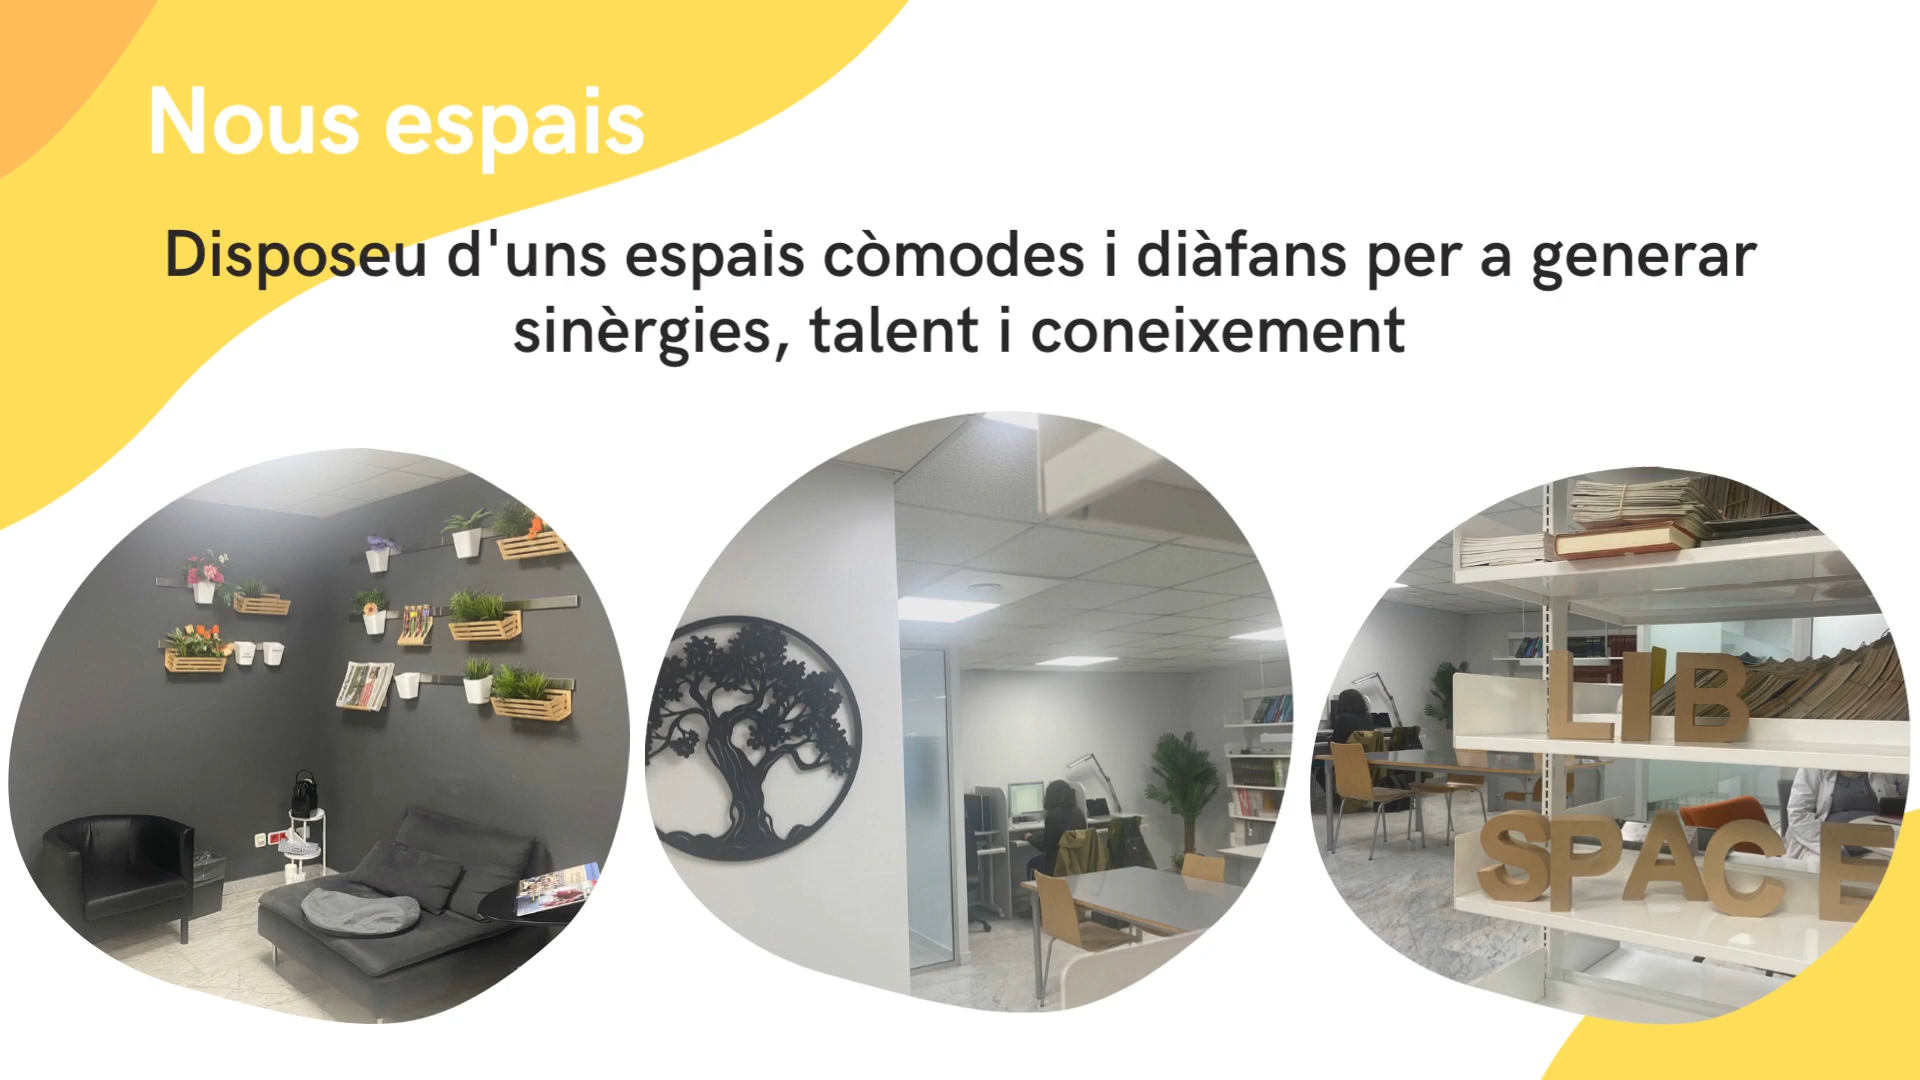 Nous espais
Disposeu d'uns espais còmodes i diàfans per a generar
sinèrgies, talent i coneixement
LIB
SPACE